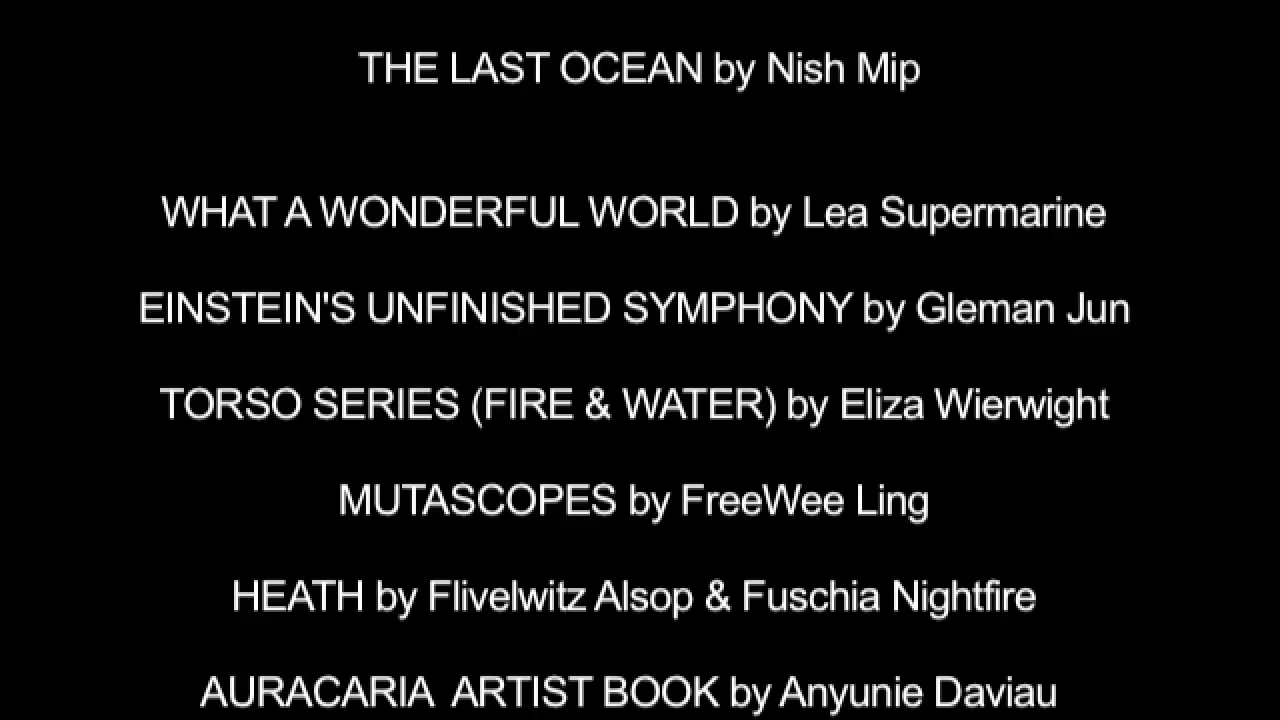 THE LAST OCEAN by Nish Mip
WHAT A WONDERFUL WORLD by Lea Supermarine
EINSTEIN'S UNFINISHED SYMPHONY by Gleman Jun
TORSO SERIES (FIRE & WATER) by Eliza Wierwight
MUTASCOPES by FreeWee Ling
HEATH by Flivelwitz Alsop & Fuschia Nightfire
AURACARIA  ARTIST BOOK by Anyunie Daviau